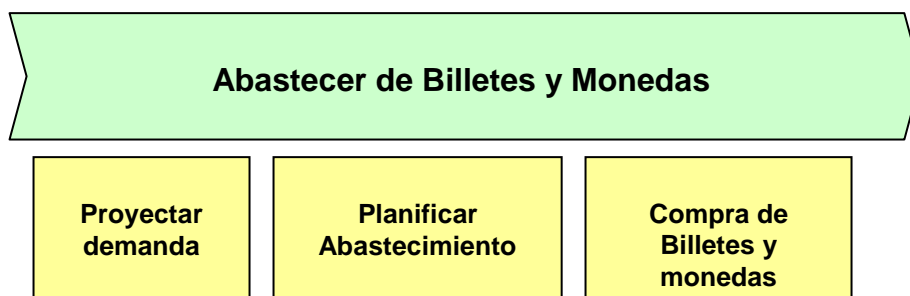 Abastecer de Billetes y Monedas
Proyectar
demanda
Planificar
Abastecimiento
Compra de
Billetes y
monedas